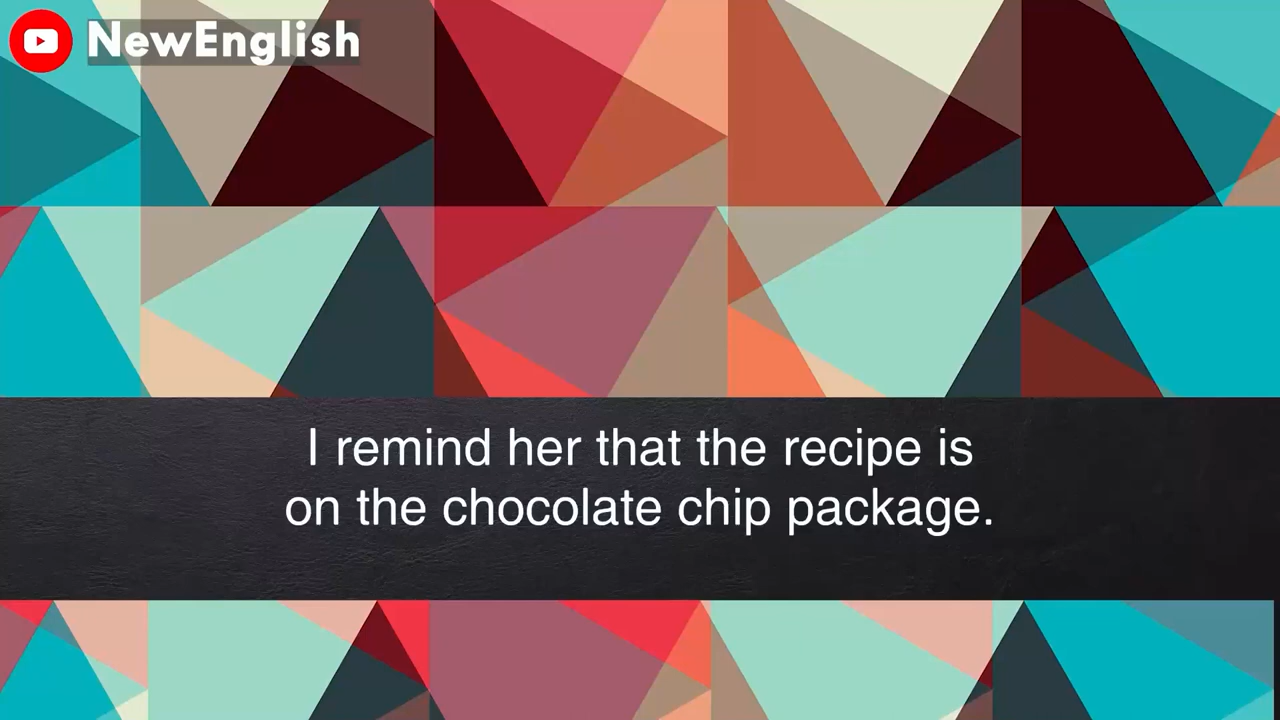 NewEnglish
I remind her that the recipe is
on the chocolate chip package.